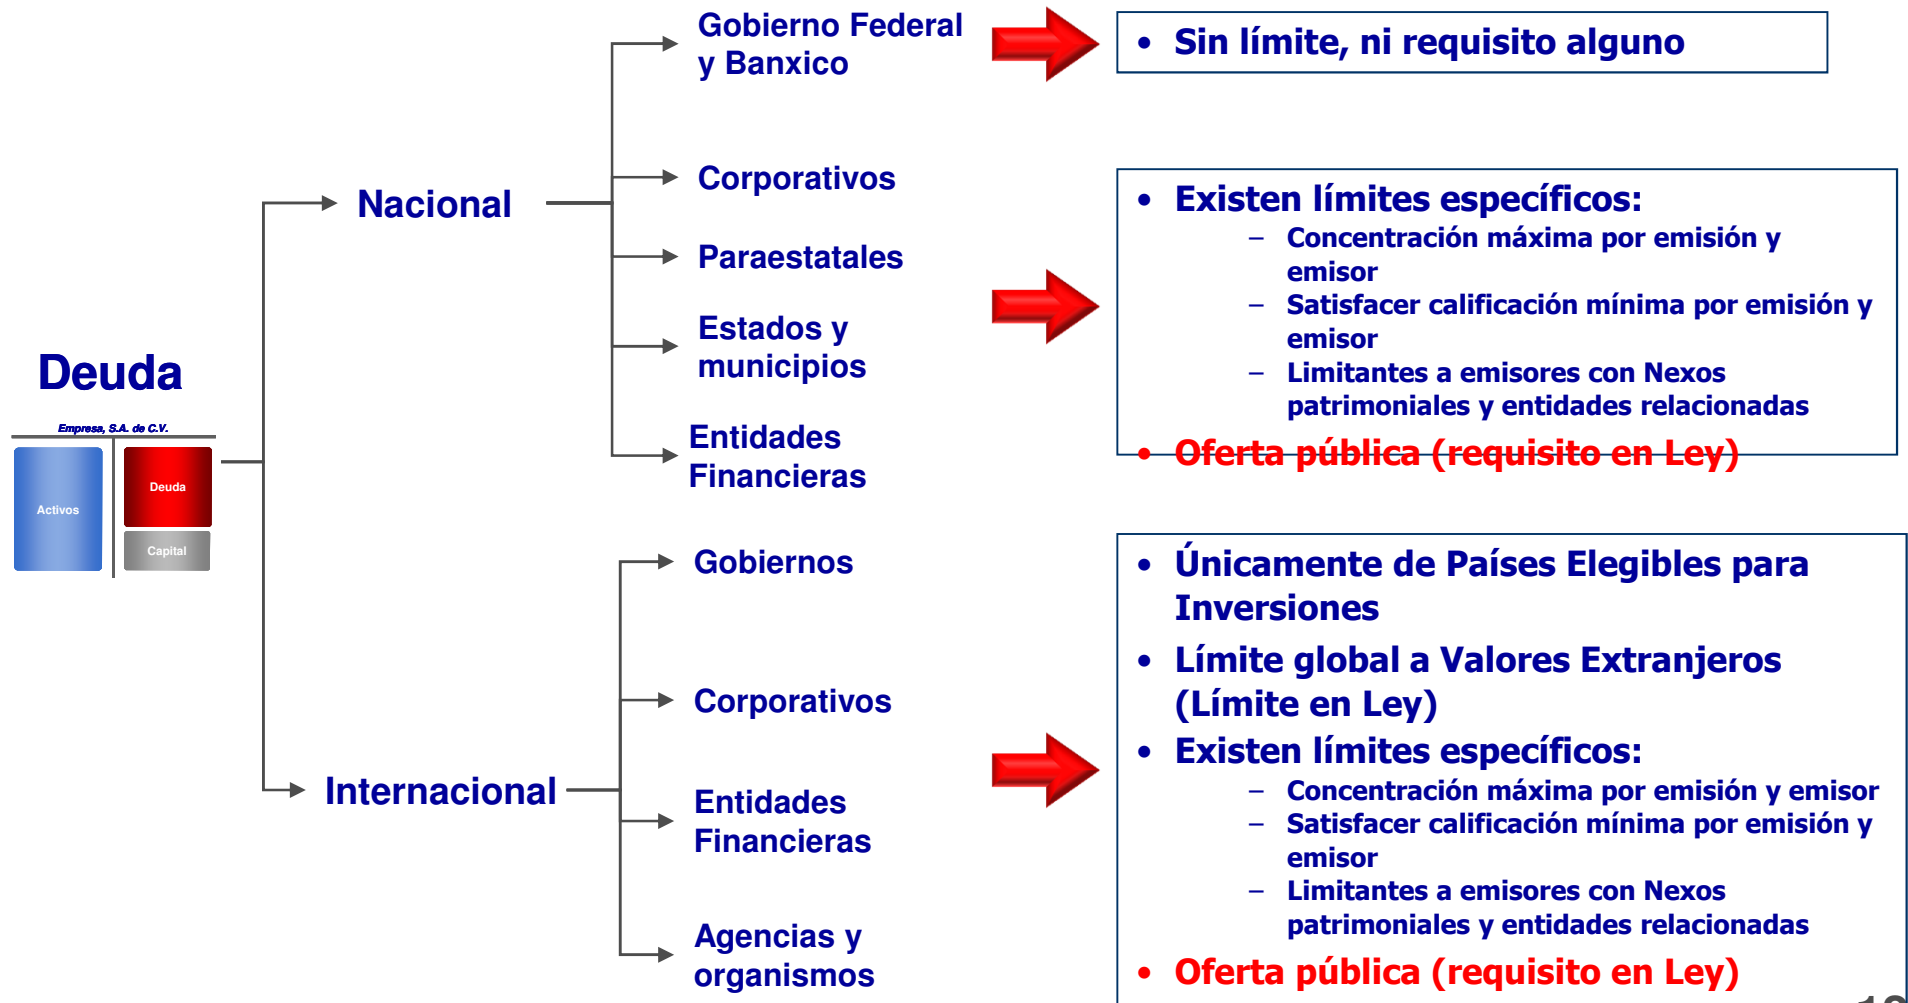 Gobierno Federal
y Banxico
• Sin límite, ni requisito alguno
Corporativos
Nacional
Paraestatales
Estados y
municipios
Entidades
Financieras
• Existen límites específicos:
– Concentración máxima por emisión y
emisor
– Satisfacer calificación mínima por emisión y
emisor
– Limitantes a emisores con Nexos
patrimoniales y entidades relacionadas
• Oferta pública (requisito en Ley)
Deuda
Empresa, S.A. de C.V.
Activos
Deuda
Capital
Gobiernos
Corporativos
Internacional
Entidades
Financieras
Agencias y
organismos
• Únicamente de Países Elegibles para
Inversiones
• Límite global a Valores Extranjeros
(Límite en Ley)
• Existen límites específicos:
– Concentración máxima por emisión y emisor
– Satisfacer calificación mínima por emisión y
emisor
– Limitantes a emisores con Nexos
patrimoniales y entidades relacionadas
• Oferta pública (requisito en Ley)